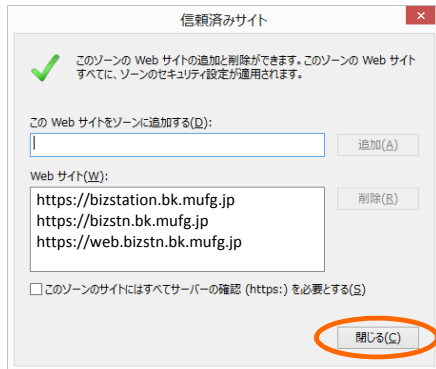 信頼済みサイト
このゾーンの Web サイトの追加と削除ができます。このゾーンの Web サイト
すべてに、ゾーンのセキュリティ設定が適用されます。
この Web サイトをゾーンに追加する(D):
追加(A)
Web サイト(W):
https://bizstation.bk.mufg.jp
https://bizstn.bk.mufg.jp
https://web.bizstn.bk.mufg.jp
削除(R)
このゾーンのサイトにはすべてサーバーの確認 (https:) を必要とする(S)
閉じる(C)